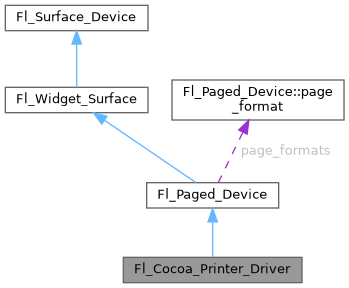 Fl_Surface_Device
Fl_Widget_Surface
Fl_Paged_Device::page
_format
page_formats
Fl_Paged_Device
Fl_Cocoa_Printer_Driver